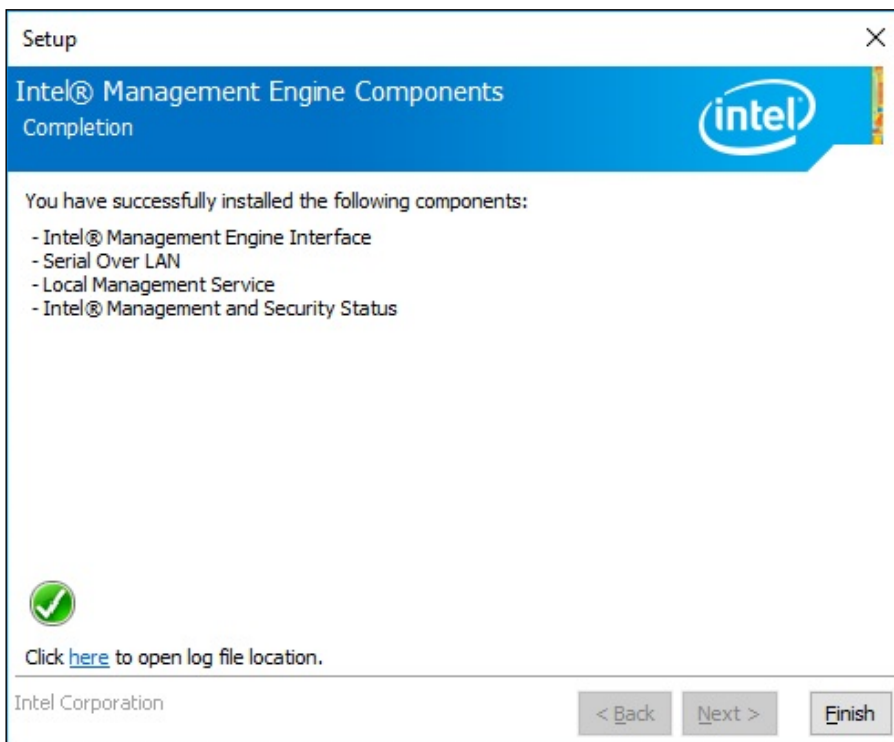 Setup
Intel® Management Engine Components
Completion
intel
You have successfully installed the following components:
- Intel® Management Engine Interface
- Serial Over LAN
- Local Management Service
- Intel® Management and Security Status
Click here to open log file location.
Intel Corporation
< Back Next > Finish